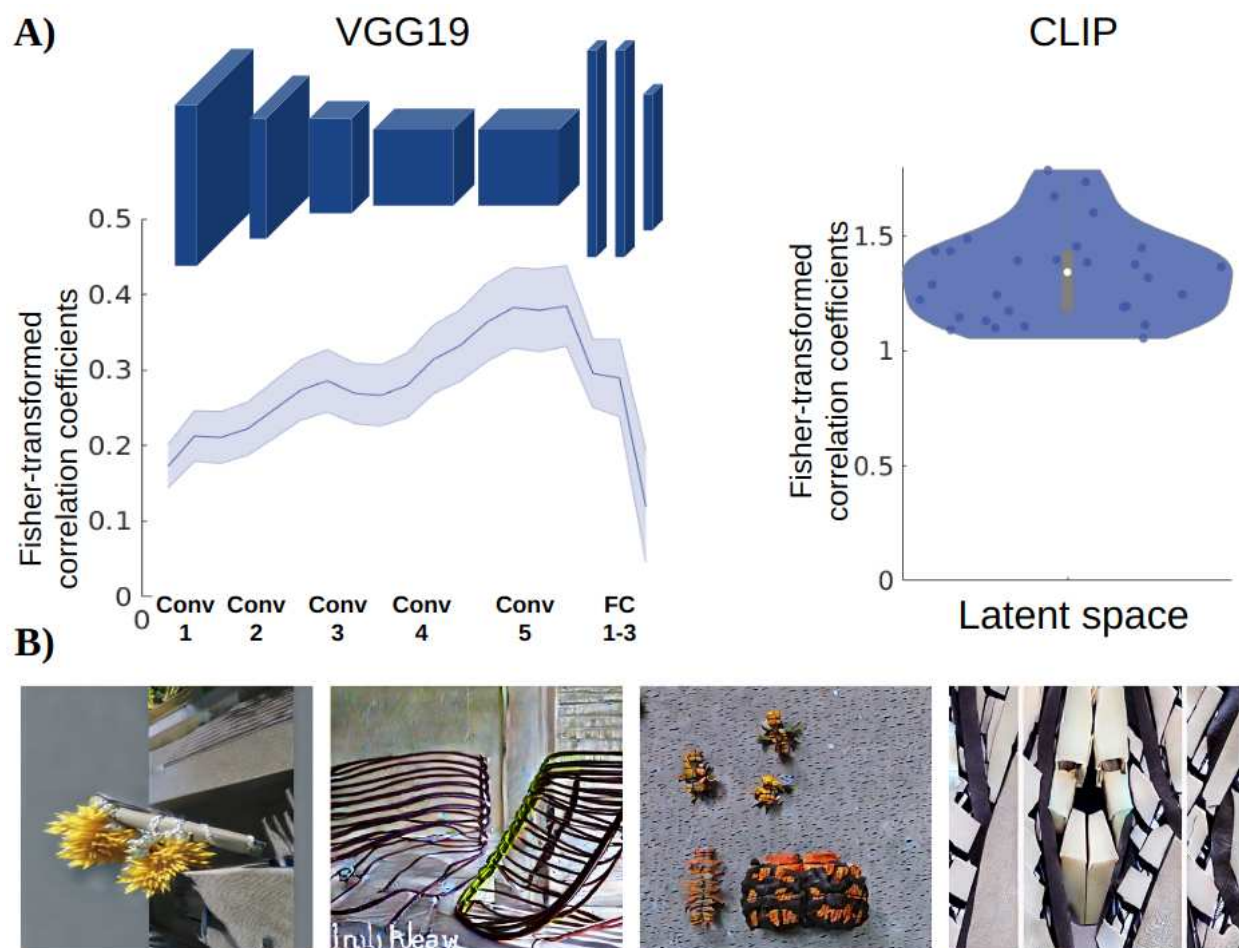 A)
VGG19
CLIP
Fisher-transformed
correlation coefficients
0.5
0.4
0.3
0.2
0.1
0
0
Conv
1
Conv
2
Conv
3
Conv
4
Conv
5
FC
1-3
Fisher-transformed
correlation coefficients
1.5
1
0.5
0
Latent space
B)